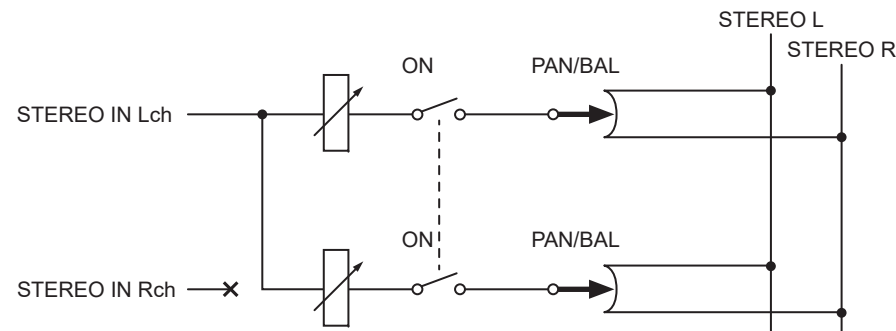 STEREO L
STEREO R
ON
PAN/BAL
STEREO IN Lch
ON
PAN/BAL
STEREO IN Rch